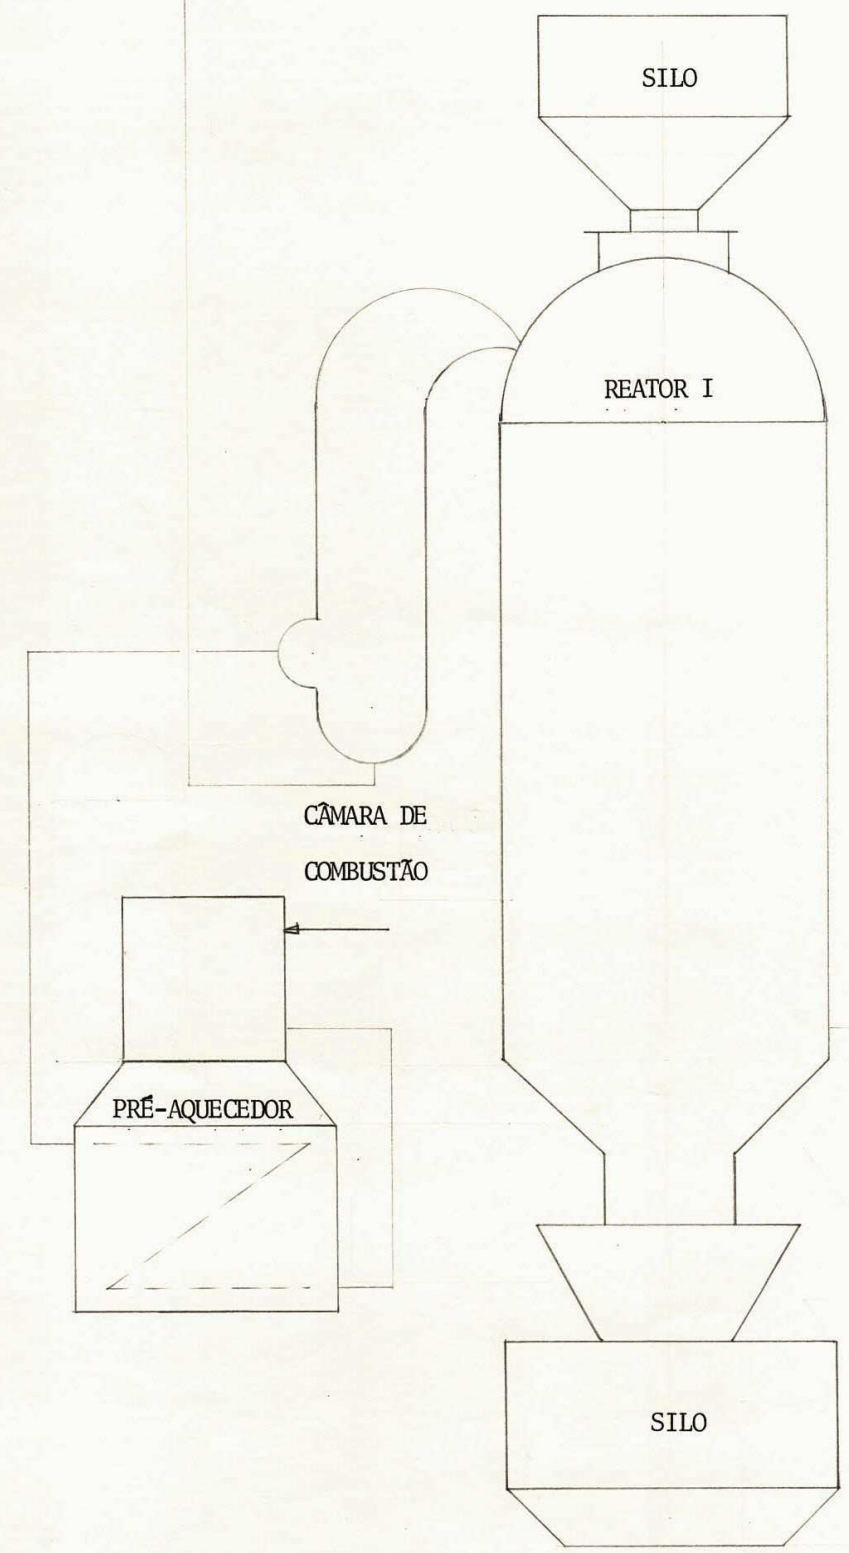 SILO
REATOR I
CÂMARA DE
COMBUSTÃO
PRÉ-AQUECEDOR
SILO